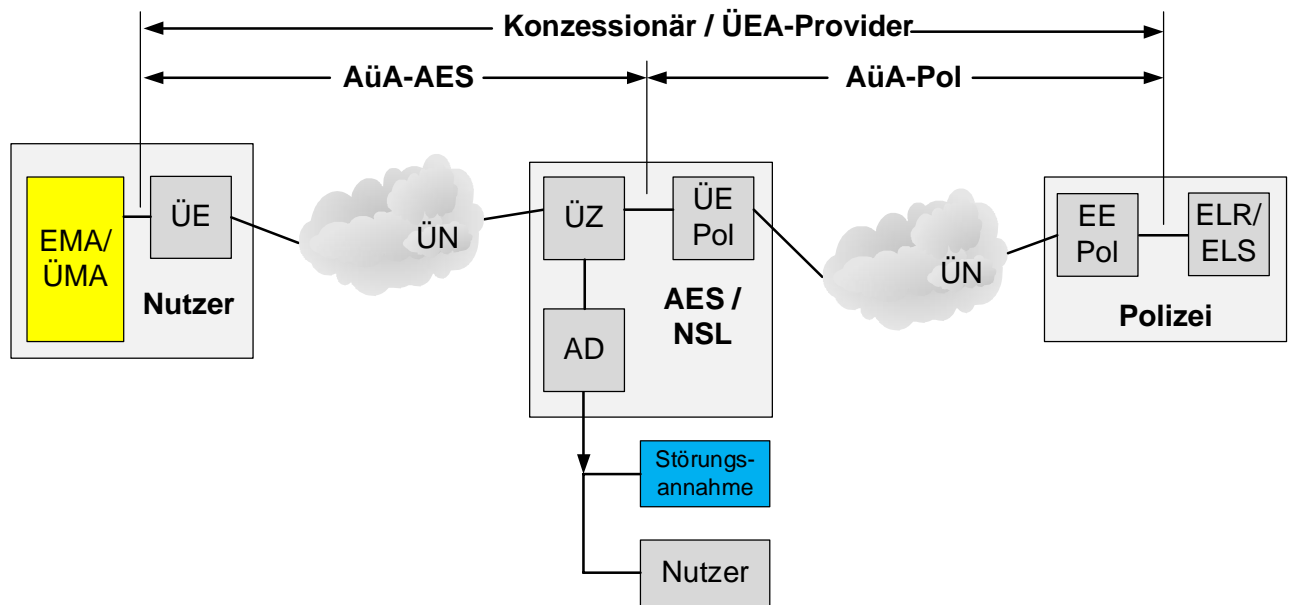 Konzessionär / ÜEA-Provider
AüA-AES
AüA-Pol
EMA/
ÜMA
ÜE
Nutzer
ÜN
ÜZ
ÜE
Pol
AD
AES /
NSL
ÜN
EE
Pol
ELR/
ELS
Polizei
Störungs-
annahme
Nutzer